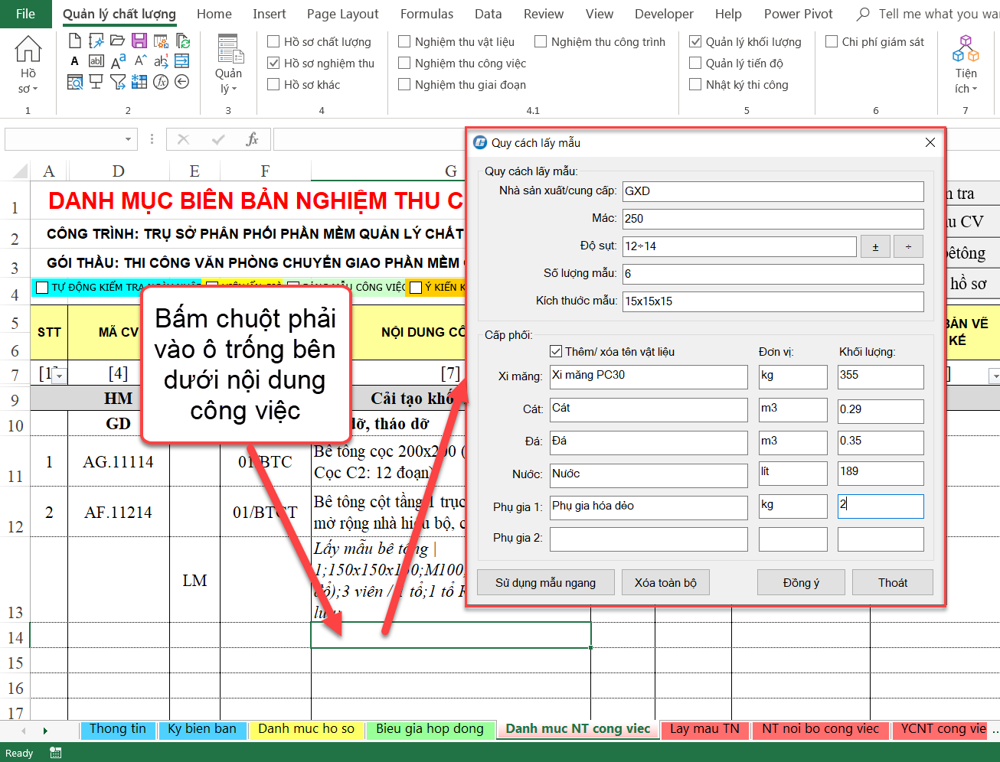 File Quản lý chất lượng Home Insert Page Layout Formulas Data Review View Developer Help Power Pivot Tell me what you wa
Hồ sơ
1
2
Quản lý
3
Hồ sơ chất lượng
Hồ sơ nghiệm thu
Hồ sơ khác
4
Nghiệm thu vật liệu
Nghiệm thu công trình
Nghiệm thu công việc
Nghiệm thu giai đoạn
4.1
Quản lý khối lượng
Quản lý tiến độ
Nhật ký thi công
5
Chi phí giám sát
6
Tiện ích
7
fx
A D E F G
1 DANH MỤC BIÊN BẢN NGHIỆM THU C
2 CÔNG TRÌNH: TRỤ SỞ PHÂN PHỐI PHẦN MỀM QUẢN LÝ CHẤT
3 GÓI THẦU: THI CÔNG VĂN PHÒNG CHUYỂN GIAO PHẦN MỀM
4 TỰ ĐỘNG KIỂM TRA
MẪU CÔNG VIỆC
Ý KIẾN K
tra
CV
bêtông
hồ sơ
5
6
STT MÃ CV NỘI DUNG CÔ
BẢN VẼ
KẾ
7 [4] [7]
9 HM Cải tạo khố
10 GD dỡ, tháo dỡ
11 1 AG.11114 01/BTC Bê tông cọc 200x200 (
Cọc C2: 12 đoạn)
12 2 AF.11214 01/BTCT Bê tông cột tầng 1 trục
mở rộng nhà hiệu bộ, c
13 LM Lấy mẫu bê tông |
1;150x150x150;M100;
đổ);3 viên / 1 tổ;1 tổ R
lưu
14
15
16
17
Bấm chuột phải
vào ô trống bên
dưới nội dung
công việc
Quy cách lấy mẫu
Quy cách lấy mẫu:
Nhà sản xuất/cung cấp: GXD
Mác: 250
Độ sụt: 12÷14 ± ÷
Số lượng mẫu: 6
Kích thước mẫu: 15x15x15
Cấp phối:
Thêm/ xóa tên vật liệu Đơn vị: Khối lượng:
Xi măng: Xi măng PC30 kg 355
Cát: Cát m3 0.29
Đá: Đá m3 0.35
Nước: Nước lít 189
Phụ gia 1: Phụ gia hóa dẻo kg 2
Phụ gia 2:
Sử dụng mẫu ngang Xóa toàn bộ Đồng ý Thoát
Thong tin Ky bien ban Danh muc ho so Bieu gia hop dong Danh muc NT cong viec Lay mau TN NT noi bo cong viec YCNT cong vie ...
Ready